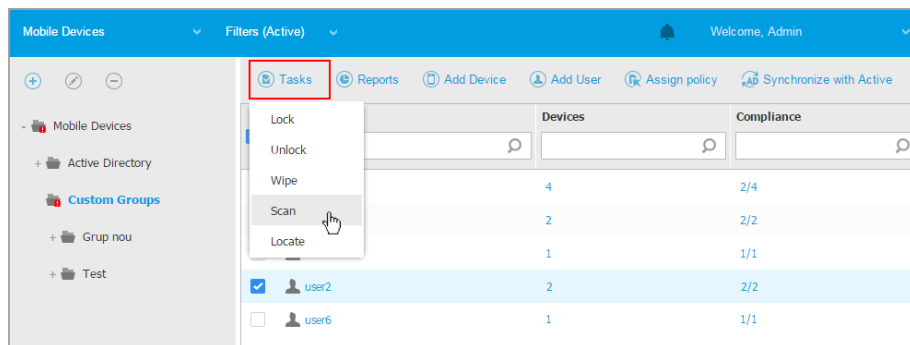 Mobile Devices Filters (Active) Welcome, Admin
Tasks Reports Add Device Add User Assign policy Synchronize with Active
Lock
Devices Compliance
Mobile Devices
Unlock
Active Directory
Wipe
4 2/4
Custom Groups
Scan
2 2/2
Grup nou
Locate
1 1/1
Test
user2 2 2/2
user6 1 1/1